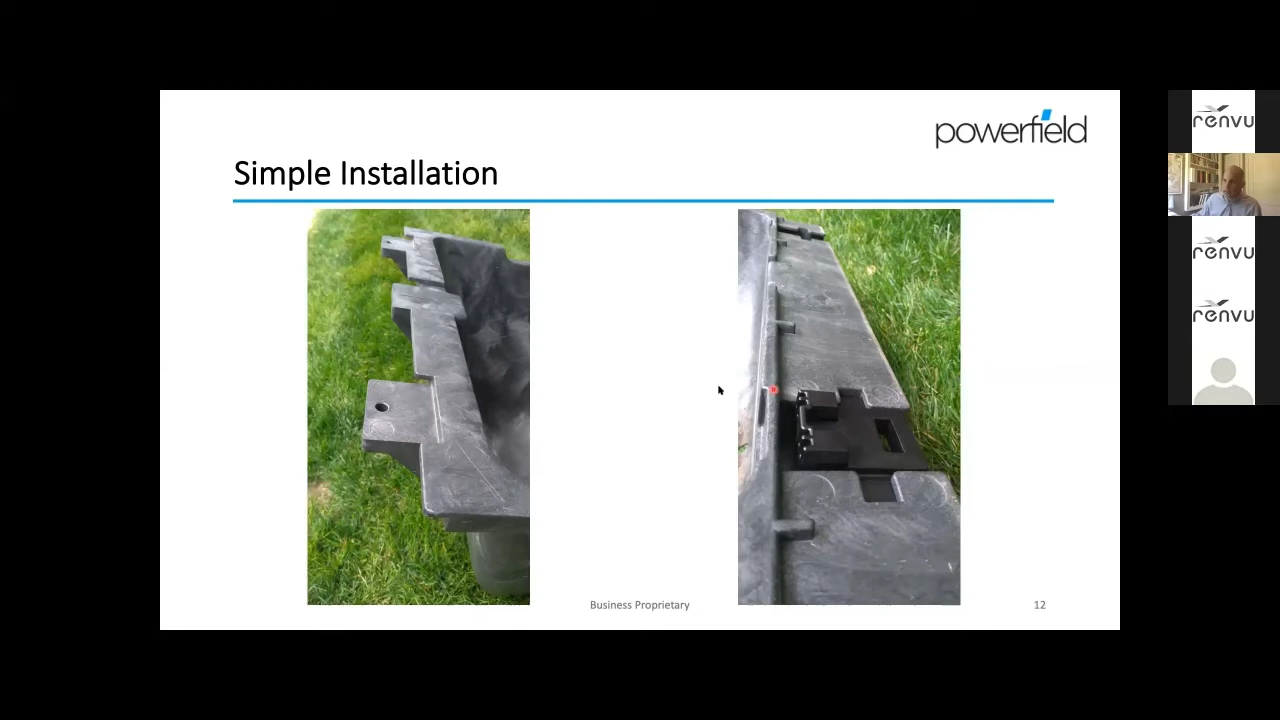 powerfield
Simple Installation
Business Proprietary
12
renvu
renvu
renvu